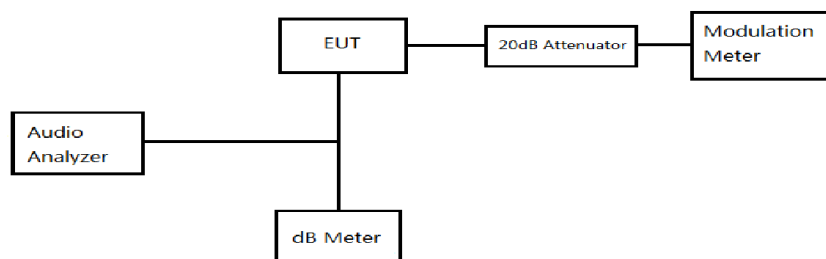 EUT
20dB Attenuator
Modulation
Meter
Audio
Analyzer
dB Meter